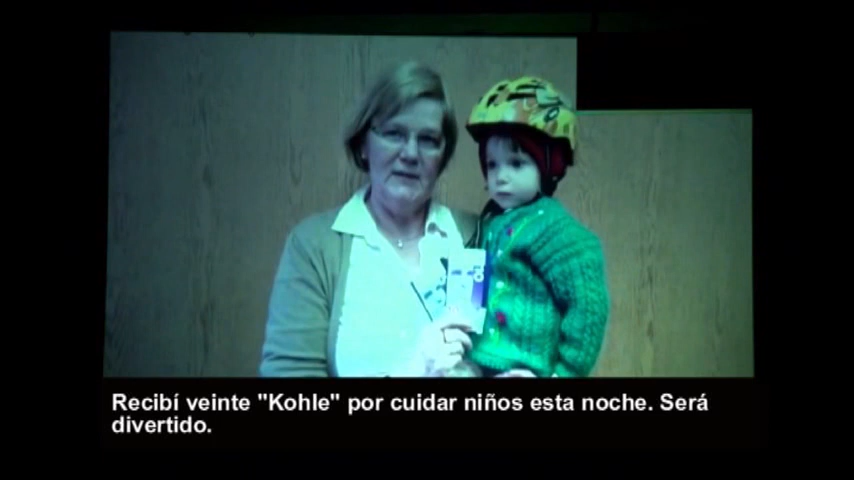 Recibí veinte "Kohle" por cuidar niños esta noche. Será
divertido.